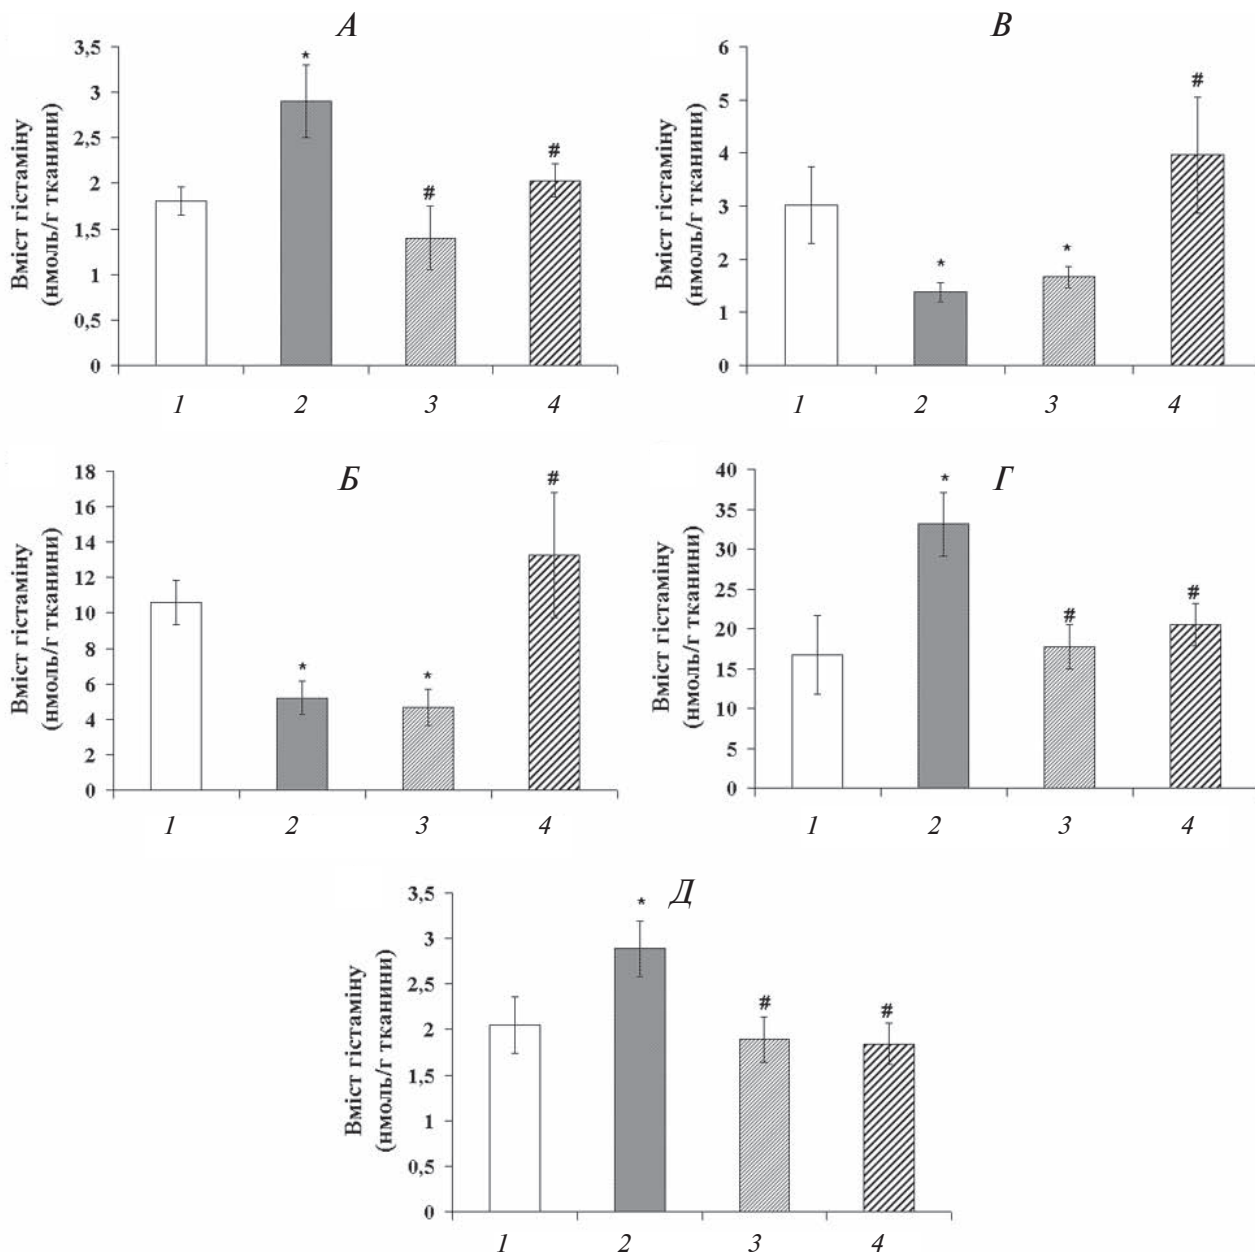 А
Вміст гістаміну
(нмоль/г тканини)
3,5
3
2,5
2
1,5
1
0,5
0
*
#
#
1 2 3 4
В
Вміст гістаміну
(нмоль/г тканини)
6
5
4
3
2
1
0
*
*
#
1 2 3 4
Б
Вміст гістаміну
(нмоль/г тканини)
18
16
14
12
10
8
6
4
2
0
*
*
#
1 2 3 4
Г
Вміст гістаміну
(нмоль/г тканини)
40
35
30
25
20
15
10
5
0
*
#
#
1 2 3 4
Д
Вміст гістаміну
(нмоль/г тканини)
3,5
3
2,5
2
1,5
1
0,5
0
*
#
#
1 2 3 4